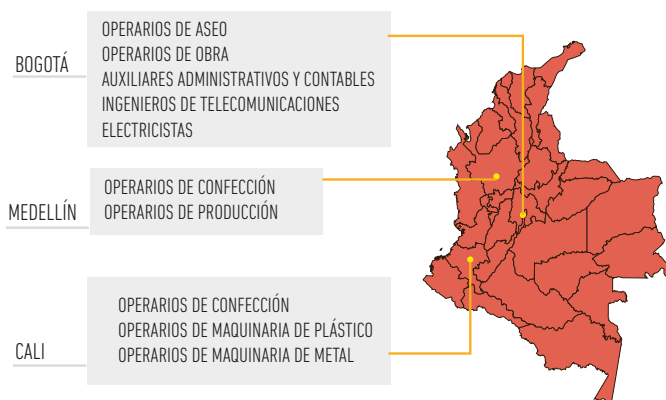 BOGOTÁ
OPERARIOS DE ASEO
OPERARIOS DE OBRA
AUXILIARES ADMINISTRATIVOS Y CONTABLES
INGENIEROS DE TELECOMUNICACIONES
ELECTRICISTAS
MEDELLÍN
OPERARIOS DE CONFECCIÓN
OPERARIOS DE PRODUCCIÓN
CALI
OPERARIOS DE CONFECCIÓN
OPERARIOS DE MAQUINARIA DE PLÁSTICO
OPERARIOS DE MAQUINARIA DE METAL